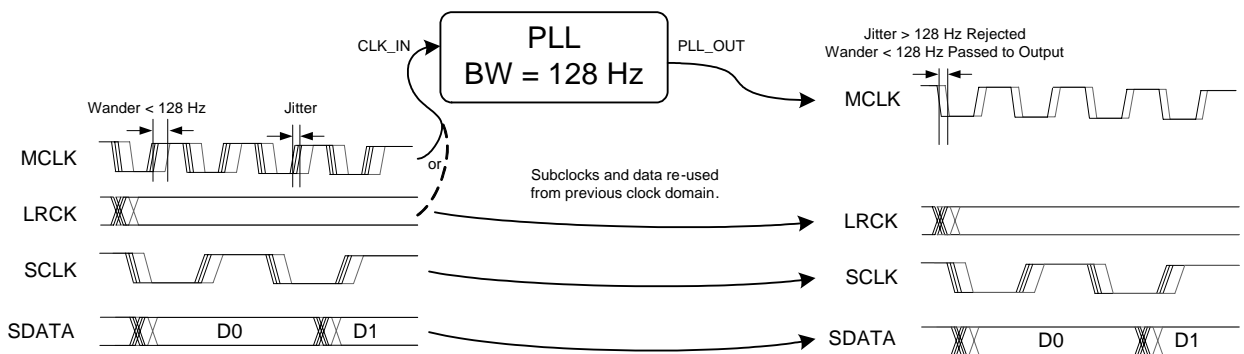 PLL
BW = 128 Hz
CLK_IN
PLL_OUT
Jitter > 128 Hz Rejected
Wander < 128 Hz Passed to Output
Wander < 128 Hz
Jitter
MCLK
or
MCLK
Subclocks and data re-used
from previous clock domain.
LRCK
LRCK
SCLK
SCLK
SDATA
D0
D1
SDATA
D0
D1